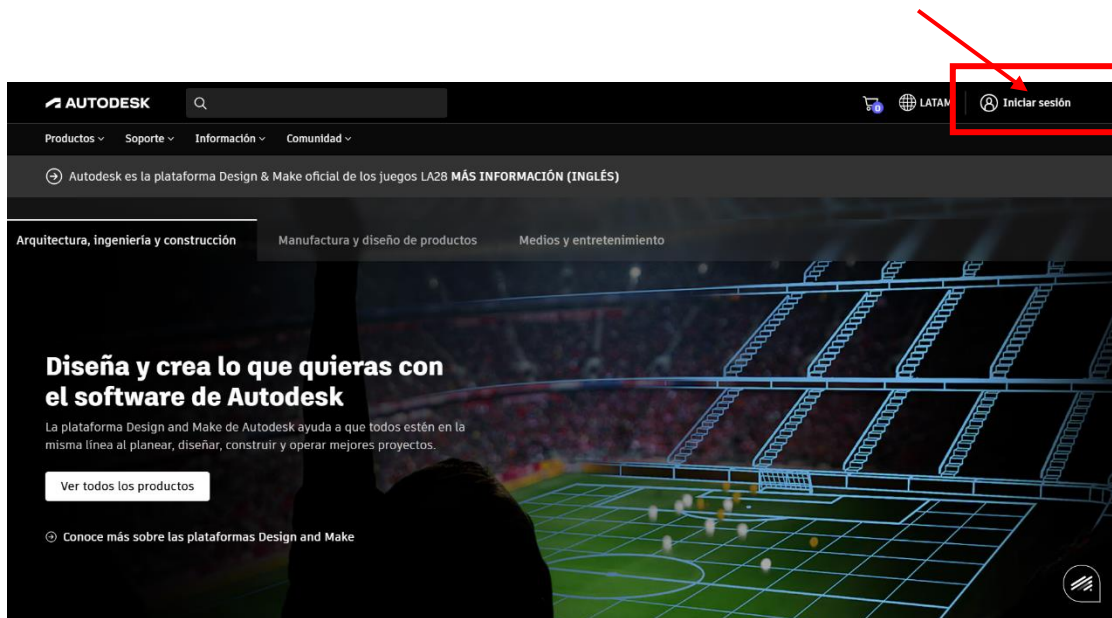 AUTODESK
0
LATAM
Iniciar sesión
Productos
Soporte
Información
Comunidad
Autodesk es la plataforma Design & Make oficial de los juegos LA28 MÁS INFORMACIÓN (INGLÉS)
Arquitectura, ingeniería y construcción
Manufactura y diseño de productos
Medios y entretenimiento
Diseña y crea lo que quieras con
el software de Autodesk
La plataforma Design and Make de Autodesk ayuda a que todos estén en la
misma línea al planear, diseñar, construir y operar mejores proyectos.
Ver todos los productos
Conoce más sobre las plataformas Design and Make